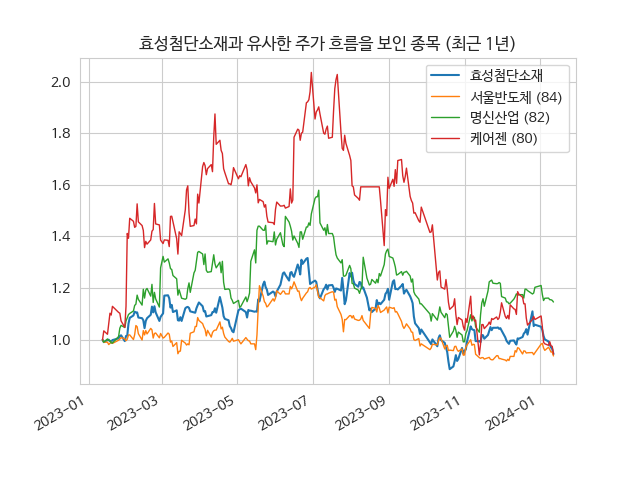 효성첨단소재과 유사한 주가 흐름을 보인 종목 (최근 1년)
효성첨단소재
서울반도체 (84)
명신산업 (82)
케어젠 (80)
2.0
1.8
1.6
1.4
1.2
1.0
2023-01
2023-03
2023-05
2023-07
2023-09
2023-11
2024-01